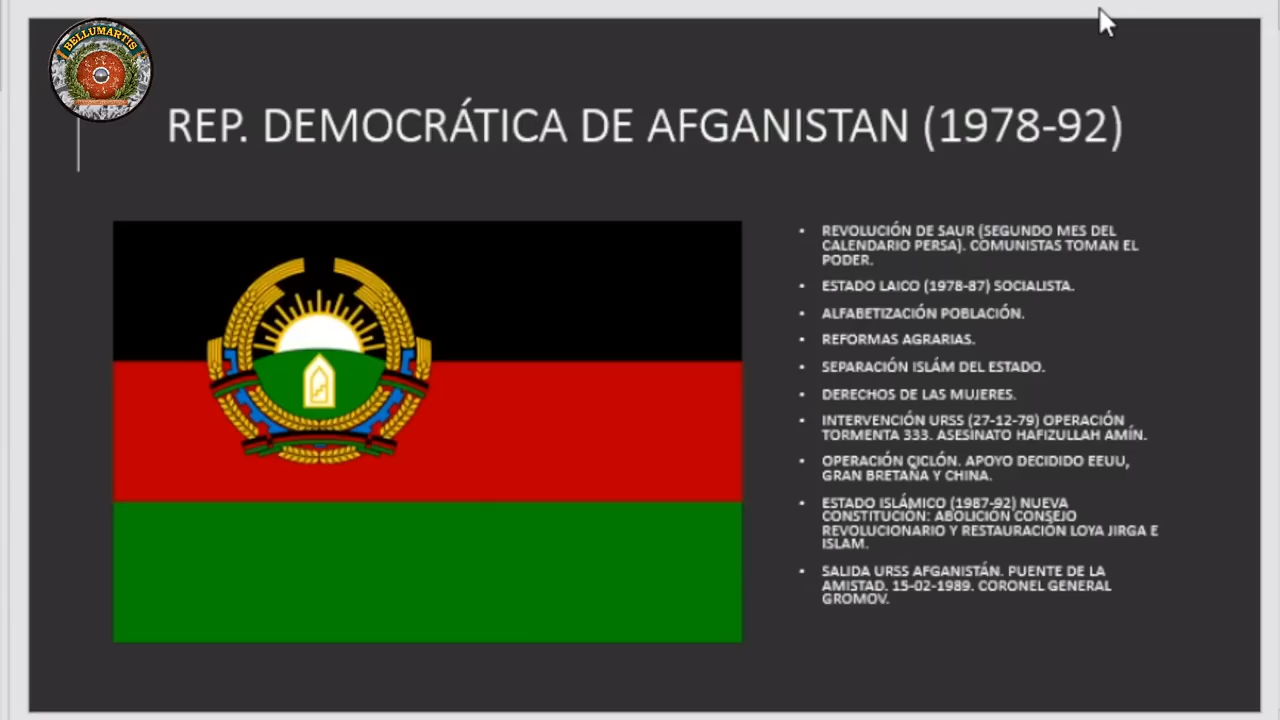 BELLUMARTIS
REP. DEMOCRÁTICA DE AFGANISTAN (1978-92)
• REVOLUCIÓN DE SAUR (SEGUNDO MES DEL
CALENDARIO PERSA). COMUNISTAS TOMAN EL
PODER.
• ESTADO LAICO (1978-87) SOCIALISTA.
• ALFABETIZACIÓN POBLACIÓN.
• REFORMAS AGRARIAS.
• SEPARACIÓN ISLÁM DEL ESTADO.
• DERECHOS DE LAS MUJERES.
• INTERVENCIÓN URSS (27-12-79) OPERACIÓN
TORMENTA 333. ASESINATO HAFIZULLAH AMÍN.
• OPERACIÓN CICLÓN. APOYO DECIDIDO EEUU,
GRAN BRETAÑA Y CHINA.
• ESTADO ISLÁMICO (1987-92) NUEVA
CONSTITUCIÓN: ABOLICIÓN CONSEJO
REVOLUCIONARIO Y RESTAURACIÓN LOYA JIRGA E
ISLAM.
• SALIDA URSS AFGANISTÁN. PUENTE DE LA
AMISTAD. 15-02-1989. CORONEL GENERAL
GROMOV.